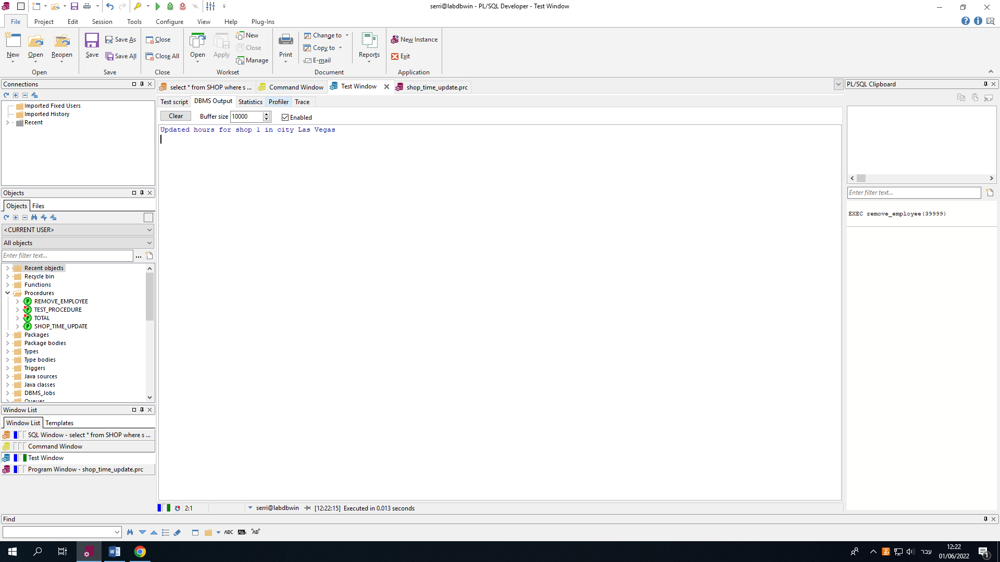 serri@labdbwin - PL/SQL Developer - Test Window
File Project Edit Session Tools Configure View Help Plug-Ins
New Open Reopen Save Save As Save All Close Close All Open Apply New Close Manage Print Change to Copy to E-mail Reports New Instance Exit
Open Save Close Workset Document Application
Connections
Imported Fixed Users
Imported History
Recent
select * from SHOP where s ... Command Window Test Window shop_time_update.prc
Test script DBMS Output Statistics Profiler Trace
Clear Buffer size 10000 Enabled
Updated hours for shop 1 in city Las Vegas
PL/SQL Clipboard
Enter filter text...
EXEC remove_employee(39999)
Objects
Objects Files
<CURRENT USER>
All objects
Enter filter text... ...
Recent objects
Recycle bin
Functions
Procedures
P REMOVE_EMPLOYEE
P TEST_PROCEDURE
P TOTAL
P SHOP_TIME_UPDATE
Packages
Package bodies
Types
Type bodies
Triggers
Java sources
Java classes
DBMS_Jobs
Queues
Window List
Window List Templates
SQL Window - select * from SHOP where s ...
Command Window
Test Window
Program Window - shop_time_update.prc
2:1 serri@labdbwin [12:22:15] Executed in 0.013 seconds
Find
ABC AB "AB"
עבר
12:22
01/06/2022
1